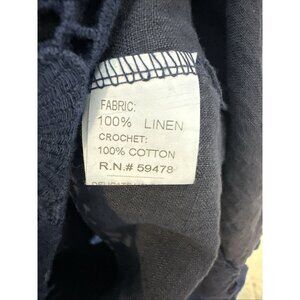 FABRIC:
100% LINEN
CROCHET:
100% COTTON
R.N.# 59478